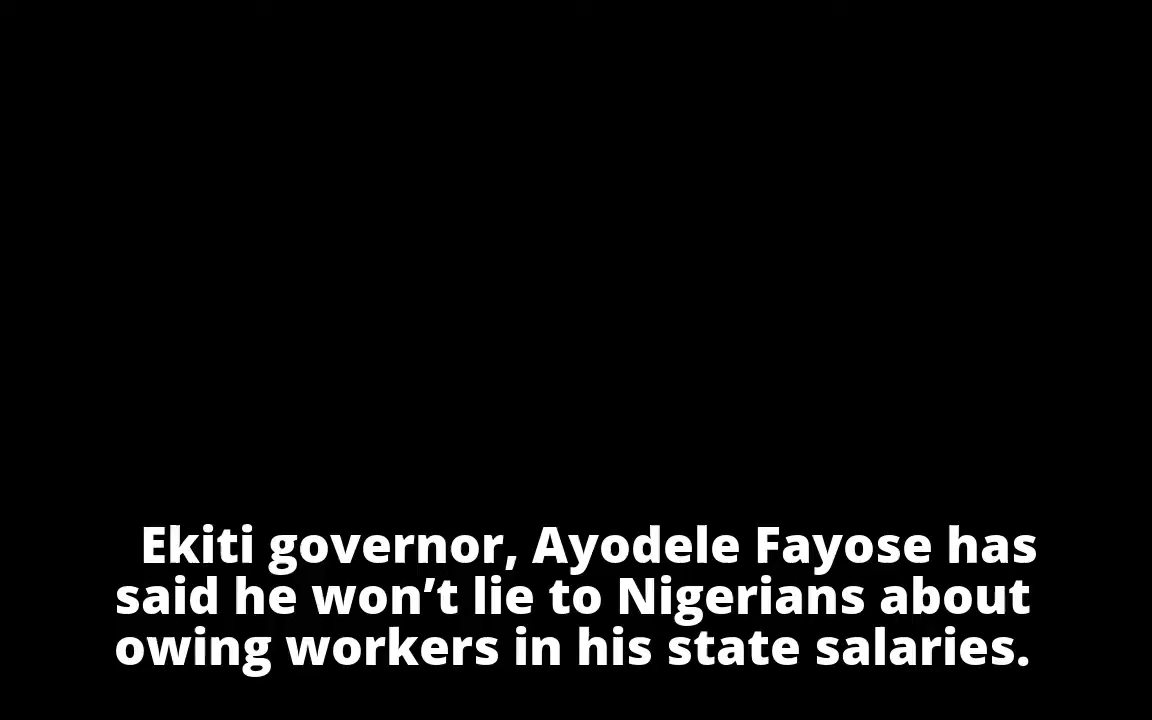 Ekiti governor, Ayodele Fayose has
said he won’t lie to Nigerians about
owing workers in his state salaries.